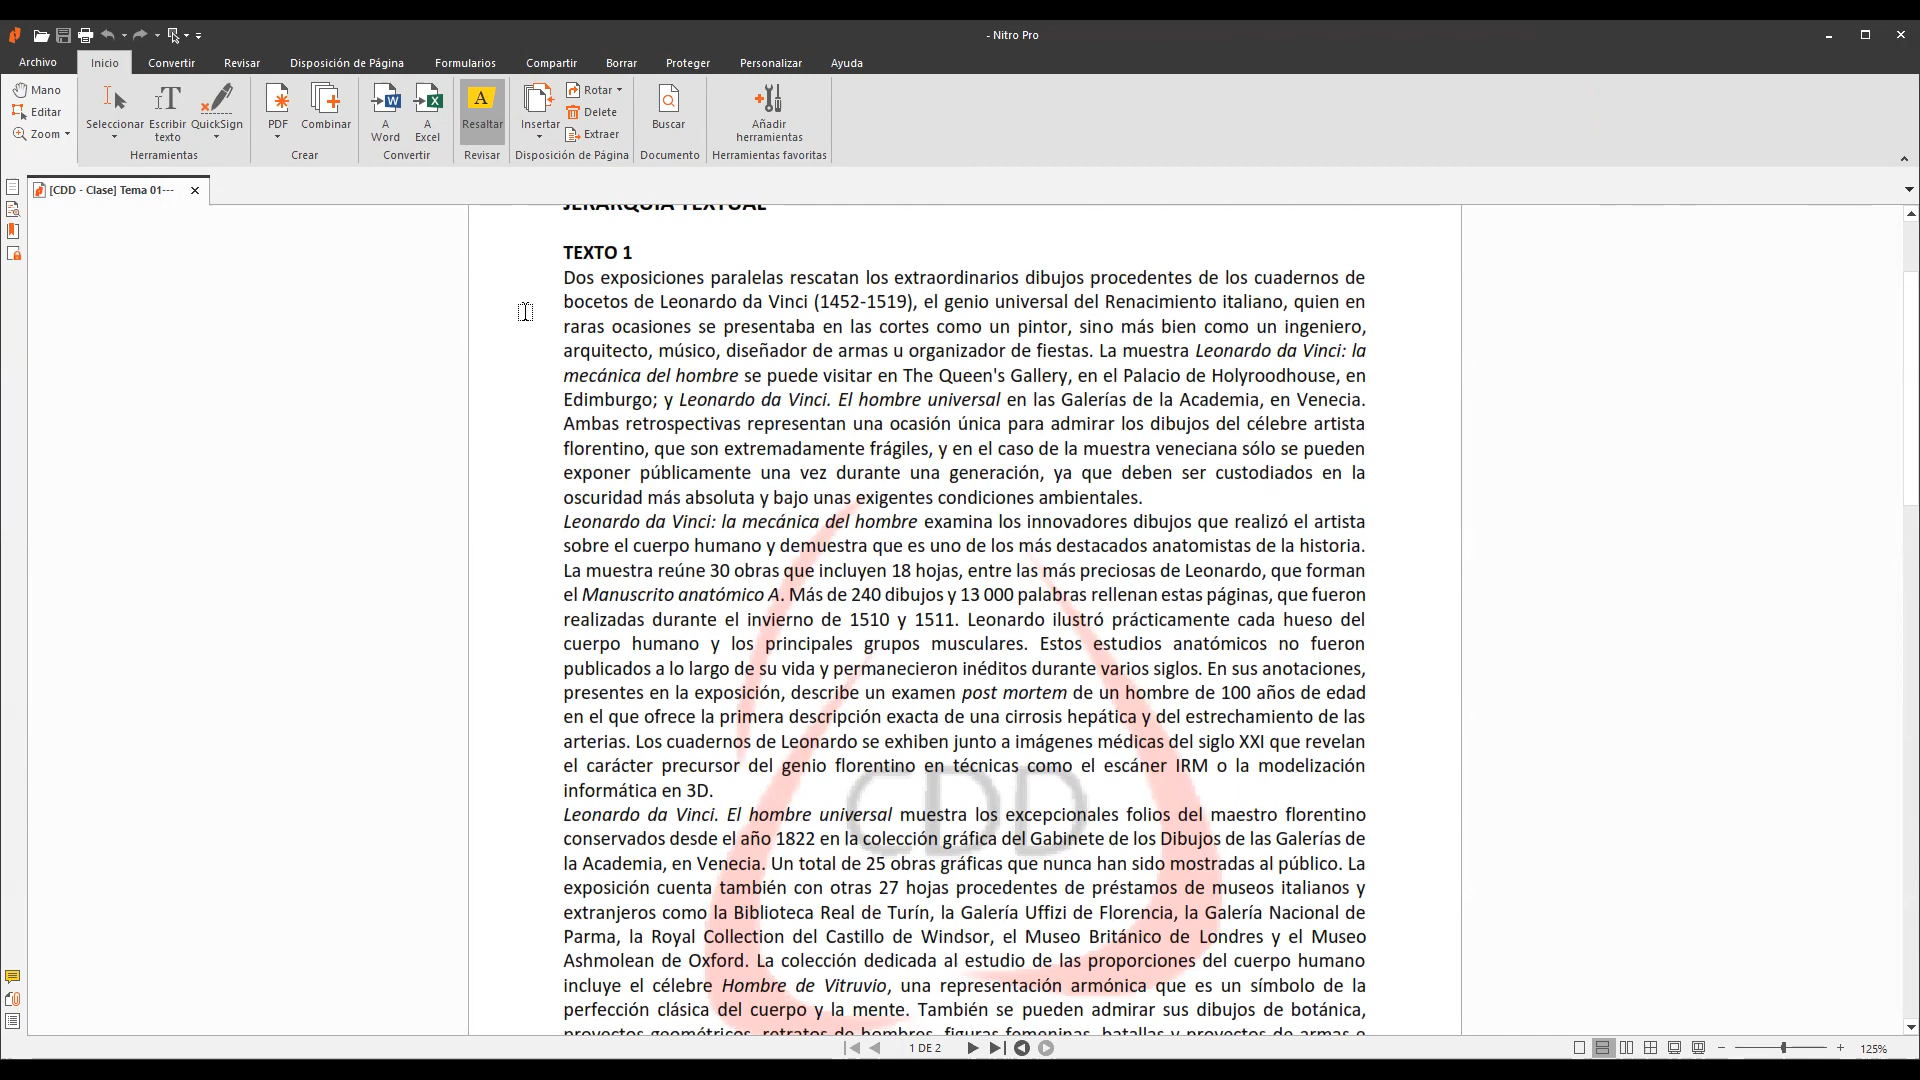 - Nitro Pro
Archivo Inicio Convertir Revisar Disposición de Página Formularios Compartir Borrar Proteger Personalizar Ayuda
Mano
Editar
Zoom
Seleccionar
Escribir texto
QuickSign
Herramientas
PDF
Combinar
Crear
A Word
A Excel
Convertir
A
Resaltar
Revisar
Insertar
Rotar
Delete
Extraer
Disposición de Página
Buscar
Documento
Añadir herramientas
Herramientas favoritas
[CDD - Clase] Tema 01---
JERARQUÍA TEXTUAL
TEXTO 1
Dos exposiciones paralelas rescatan los extraordinarios dibujos procedentes de los cuadernos de
bocetos de Leonardo da Vinci (1452-1519), el genio universal del Renacimiento italiano, quien en
raras ocasiones se presentaba en las cortes como un pintor, sino más bien como un ingeniero,
arquitecto, músico, diseñador de armas u organizador de fiestas. La muestra Leonardo da Vinci: la
mecánica del hombre se puede visitar en The Queen's Gallery, en el Palacio de Holyroodhouse, en
Edimburgo; y Leonardo da Vinci. El hombre universal en las Galerías de la Academia, en Venecia.
Ambas retrospectivas representan una ocasión única para admirar los dibujos del célebre artista
florentino, que son extremadamente frágiles, y en el caso de la muestra veneciana sólo se pueden
exponer públicamente una vez durante una generación, ya que deben ser custodiados en la
oscuridad más absoluta y bajo unas exigentes condiciones ambientales.
Leonardo da Vinci: la mecánica del hombre examina los innovadores dibujos que realizó el artista
sobre el cuerpo humano y demuestra que es uno de los más destacados anatomistas de la historia.
La muestra reúne 30 obras que incluyen 18 hojas, entre las más preciosas de Leonardo, que forman
el Manuscrito anatómico A. Más de 240 dibujos y 13 000 palabras rellenan estas páginas, que fueron
realizadas durante el invierno de 1510 y 1511. Leonardo ilustró prácticamente cada hueso del
cuerpo humano y los principales grupos musculares. Estos estudios anatómicos no fueron
publicados a lo largo de su vida y permanecieron inéditos durante varios siglos. En sus anotaciones,
presentes en la exposición, describe un examen post mortem de un hombre de 100 años de edad
en el que ofrece la primera descripción exacta de una cirrosis hepática y del estrechamiento de las
arterias. Los cuadernos de Leonardo se exhiben junto a imágenes médicas del siglo XXI que revelan
el carácter precursor del genio florentino en técnicas como el escáner IRM o la modelización
informática en 3D.
Leonardo da Vinci. El hombre universal muestra los excepcionales folios del maestro florentino
conservados desde el año 1822 en la colección gráfica del Gabinete de los Dibujos de las Galerías de
la Academia, en Venecia. Un total de 25 obras gráficas que nunca han sido mostradas al público. La
exposición cuenta también con otras 27 hojas procedentes de préstamos de museos italianos y
extranjeros como la Biblioteca Real de Turín, la Galería Uffizi de Florencia, la Galería Nacional de
Parma, la Royal Collection del Castillo de Windsor, el Museo Británico de Londres y el Museo
Ashmolean de Oxford. La colección dedicada al estudio de las proporciones del cuerpo humano
incluye el célebre Hombre de Vitruvio, una representación armónica que es un símbolo de la
perfección clásica del cuerpo y la mente. También se pueden admirar sus dibujos de botánica,
proyectos geométricos, retratos de hombres, figuras femeninas, batallas y proyectos de armas o
CDD
1 DE 2
125%